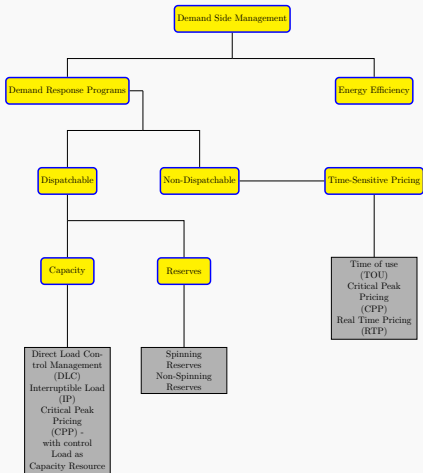 Demand Side Management
Demand Response Programs
Energy Efficiency
Dispatchable
Non-Dispatchable
Time-Sensitive Pricing
Capacity
Reserves
Time of use
(TOU)
Critical Peak
Pricing
(CPP)
Real Time Pricing
(RTP)
Direct Load Con-
trol Management
(DLC)
Interruptible Load
(IP)
Critical Peak
Pricing
(CPP) -
with control
Load as
Capacity Resource
Spinning
Reserves
Non-Spinning
Reserves